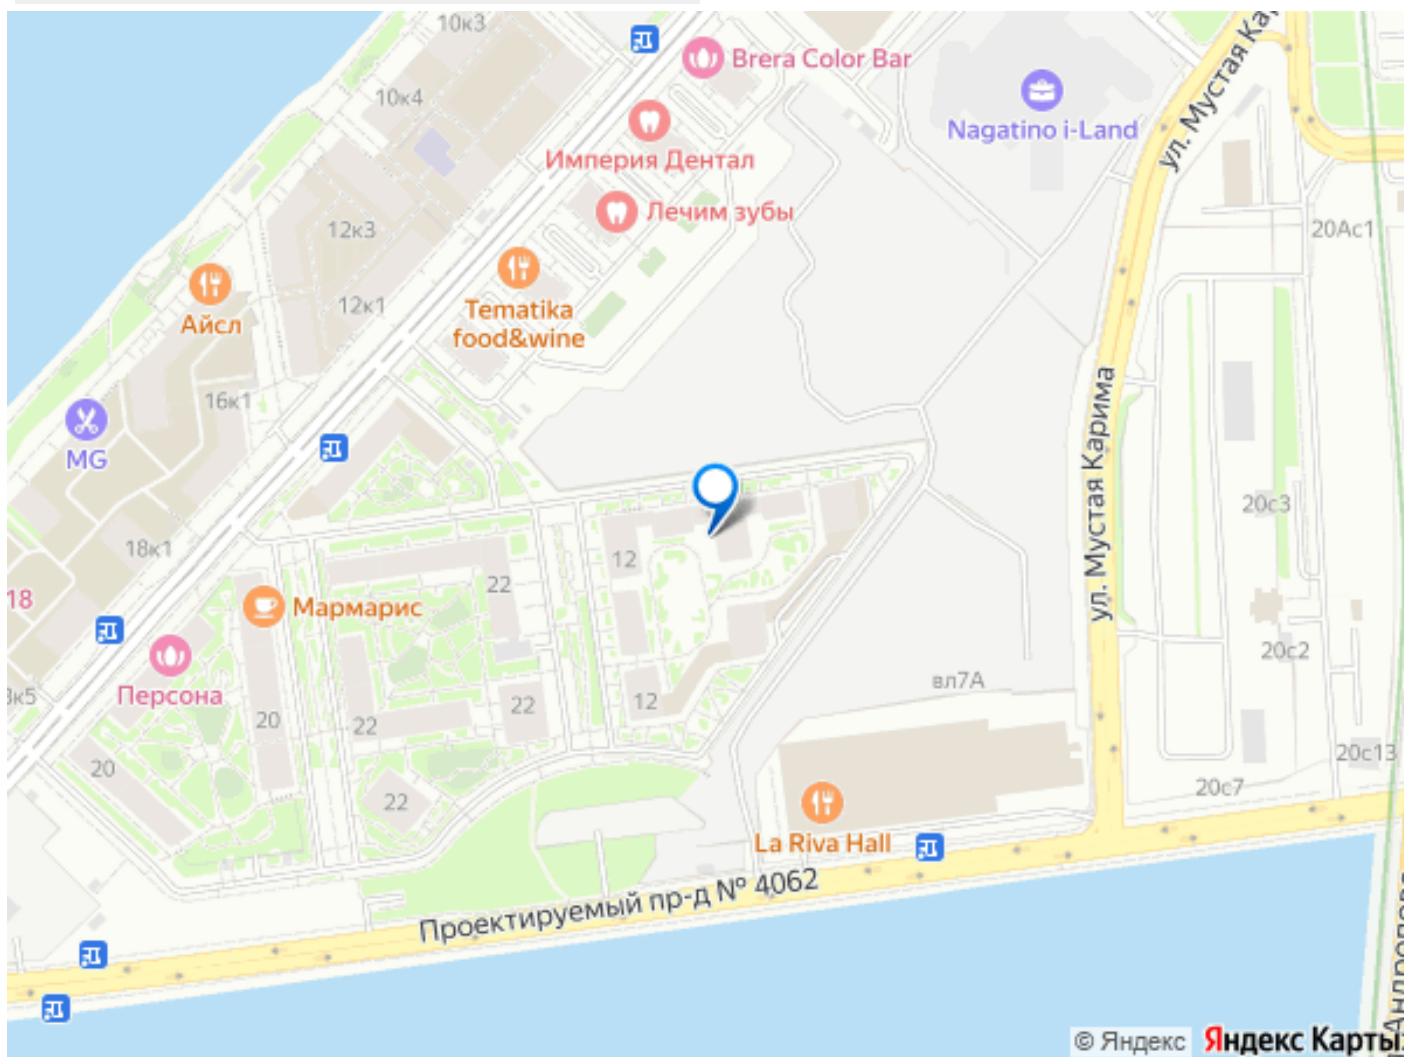 10к3
Brera Color Bar
10к4
Nagatino i-Land
ул. Мустая Ка
Империя Дентал
Лечим зубы
12к3
20Ас1
Айсл
12к1
Tematika
food&wine
16к1
MG
ул. Мустая Карима
20с3
18к1
12
22
18
Мармарис
20с2
Персона
вл7А
к5
12
20
22
22
20
20с13
20с7
22
La Riva Hall
Проектируемый пр-д № 4062
Андропова
© Яндекс
Яндекс Карты